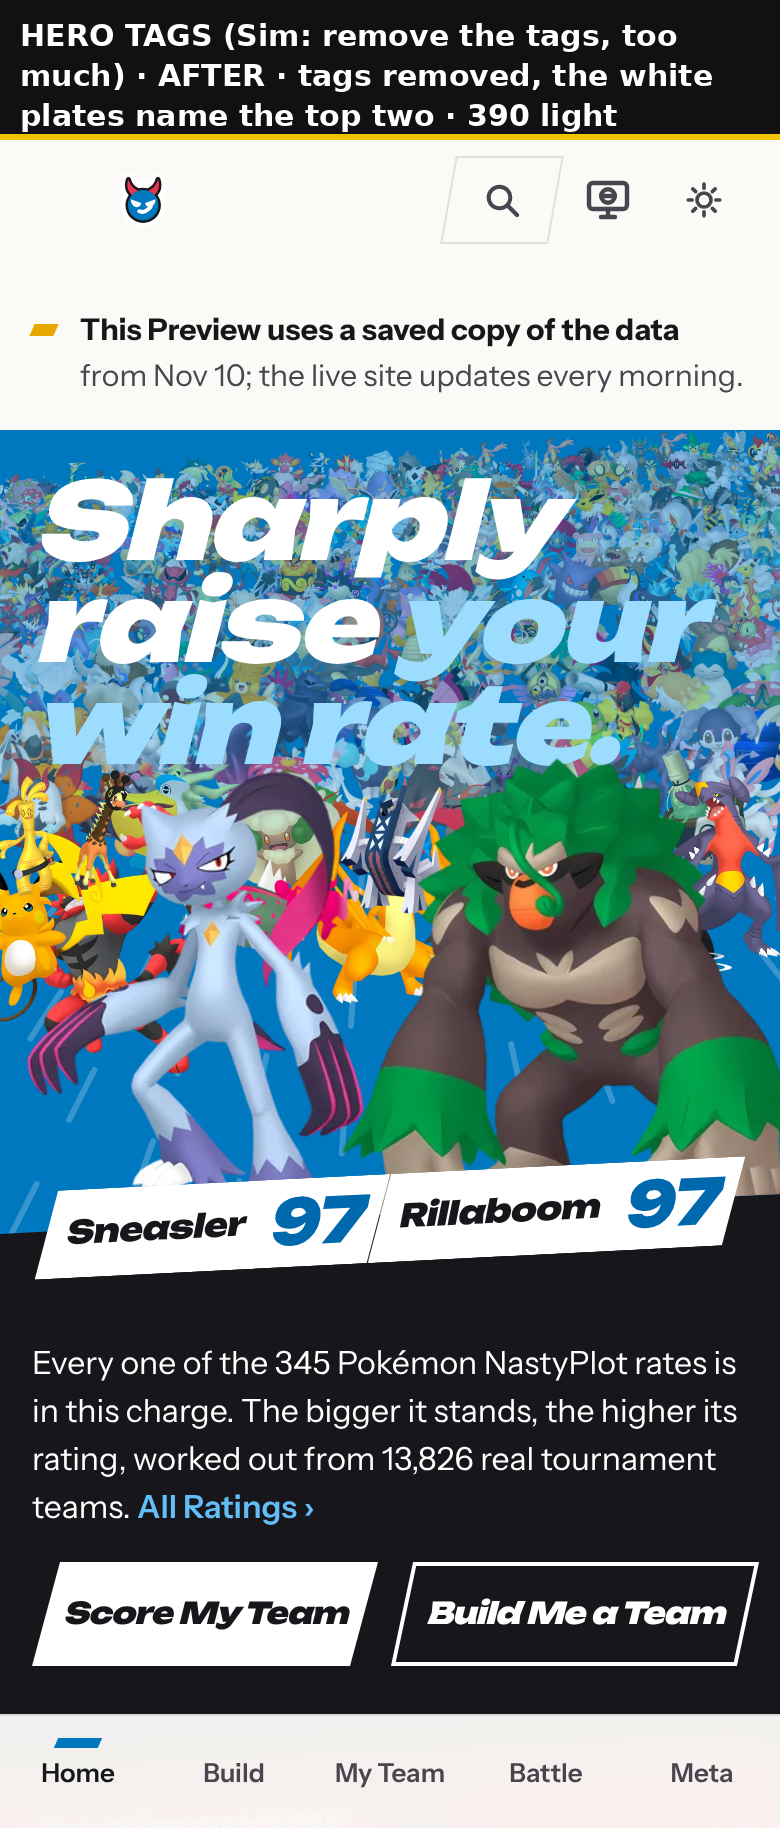 HERO TAGS (Sim: remove the tags, too
much) · AFTER · tags removed, the white
plates name the top two · 390 light
This Preview uses a saved copy of the data
from Nov 10; the live site updates every morning.
Sharply
raise your
win rate.
Sneasler 97 Rillaboom 97
Every one of the 345 Pokémon NastyPlot rates is
in this charge. The bigger it stands, the higher its
rating, worked out from 13,826 real tournament
teams. All Ratings ›
Score My Team Build Me a Team
Home Build My Team Battle Meta